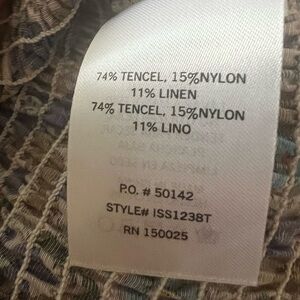 74% TENCEL, 15%NYLON
11% LINEN
74% TENCEL, 15%NYLON
11% LINO
P.O. # 50142
STYLE# ISS1238T
RN 150025